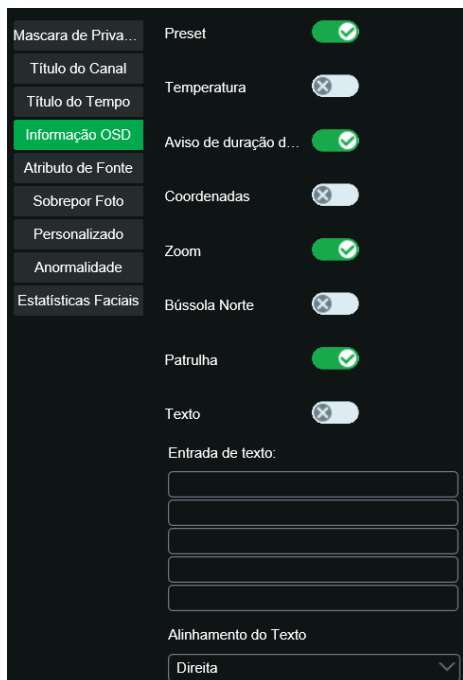 Mascara de Priva...
Título do Canal
Título do Tempo
Informação OSD
Atributo de Fonte
Sobrepor Foto
Personalizado
Anormalidade
Estatísticas Faciais
Preset
Temperatura
Aviso de duração d...
Coordenadas
Zoom
Bússola Norte
Patrulha
Texto
Entrada de texto:
Alinhamento do Texto
Direita